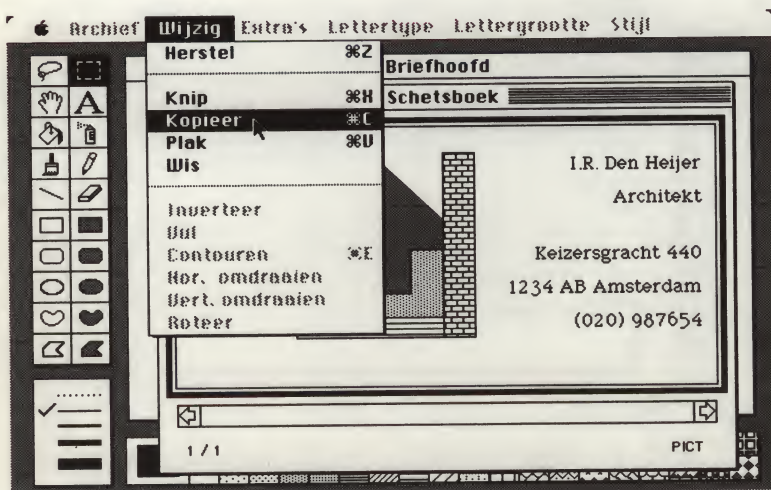 Archief Wijzig Extra's Lettertype Lettergrootte Stijl
Herstel ⌘Z
Knip ⌘X
Kopieer ⌘C
Plak ⌘V
Wis
Inverteer
Vul
Contouren ⌘E
Hor. omdraaien
Vert. omdraaien
Roteer
Briefhoofd
Schetsboek
A
I.R. Den Heijer
Architekt
Keizersgracht 440
1234 AB Amsterdam
(020) 987654
1 / 1
PICT